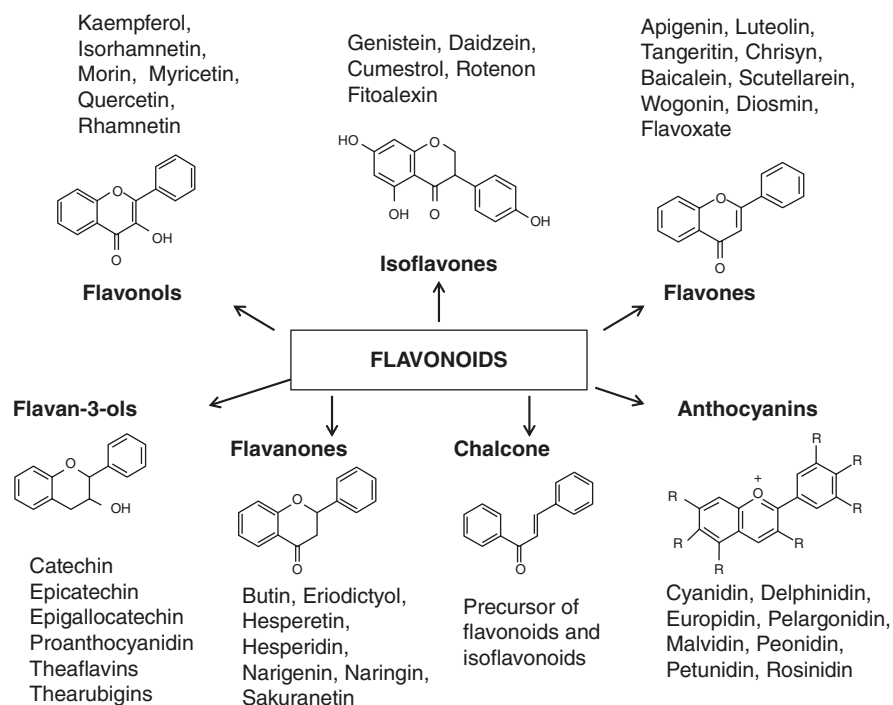 Kaempferol,
Isorhamnetin,
Morin, Myricetin,
Quercetin,
Rhamnetin
O
OH
O
Flavonols
Genistein, Daidzein,
Cumestrol, Rotenon
Fitoalexin
HO
O
OH
O
OH
Isoflavones
Apigenin, Luteolin,
Tangeritin, Chrisyn,
Baicalein, Scutellarein,
Wogonin, Diosmin,
Flavoxate
O
O
Flavones
FLAVONOIDS
Flavan-3-ols
O
OH
Catechin
Epicatechin
Epigallocatechin
Proanthocyanidin
Theaflavins
Thearubigins
Flavanones
O
O
Butin, Eriodictyol,
Hesperetin,
Hesperidin,
Narigenin, Naringin,
Sakuranetin
Chalcone
O
Precursor of
flavonoids and
isoflavonoids
Anthocyanins
R
R
+
O
R
R
R
R
R
Cyanidin, Delphinidin,
Europidin, Pelargonidin,
Malvidin, Peonidin,
Petunidin, Rosinidin